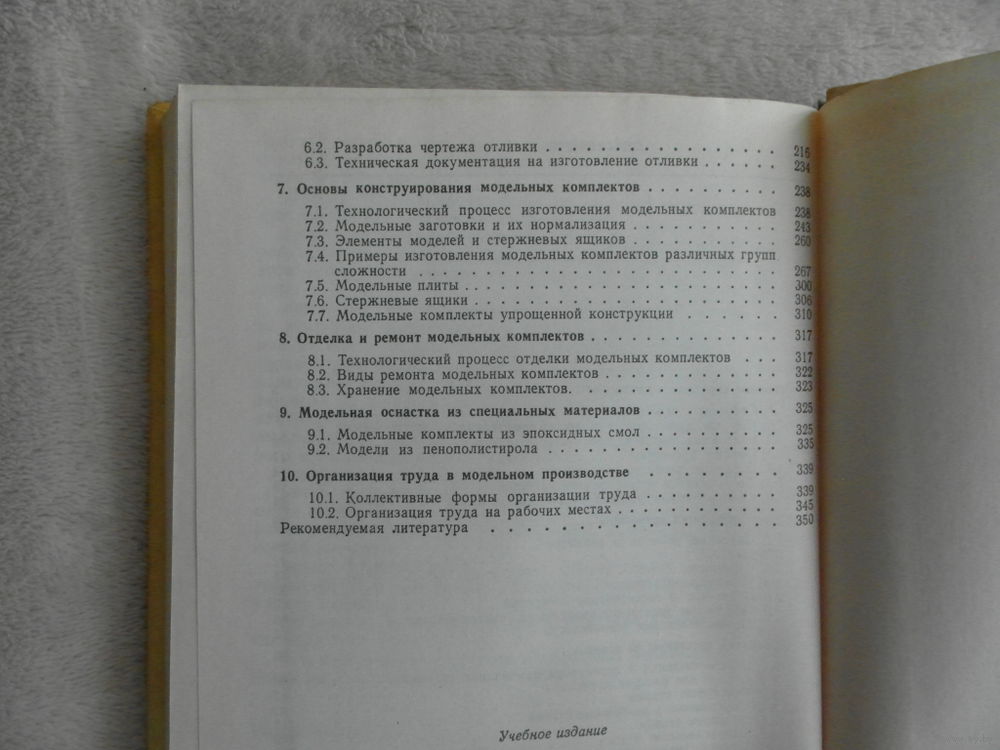 6.2. Разработка чертежа отливки . . . . . . . . . . . . . . . . . 216
6.3. Техническая документация на изготовление отливки . . . . . . 234
7. Основы конструирования модельных комплектов . . . . . . . . . . 238
7.1. Технологический процесс изготовления модельных комплектов 238
7.2. Модельные заготовки и их нормализация . . . . . . . . . . . 243
7.3. Элементы моделей и стержневых ящиков . . . . . . . . . . . 260
7.4. Примеры изготовления модельных комплектов различных групп
сложности . . . . . . . . . . . . . . . . . . . . . . . . . . 267
7.5. Модельные плиты . . . . . . . . . . . . . . . . . . . . . . . 300
7.6. Стержневые ящики . . . . . . . . . . . . . . . . . . . . . . 306
7.7. Модельные комплекты упрощенной конструкции . . . . . . 310
8. Отделка и ремонт модельных комплектов . . . . . . . . . . . . . . 317
8.1. Технологический процесс отделки модельных комплектов . . . 317
8.2. Виды ремонта модельных комплектов . . . . . . . . . . . . . 322
8.3. Хранение модельных комплектов. . . . . . . . . . . . . . . 323
9. Модельная оснастка из специальных материалов . . . . . . . . . . 325
9.1. Модельные комплекты из эпоксидных смол . . . . . . . . . . 325
9.2. Модели из пенополистирола . . . . . . . . . . . . . . . . . 335
10. Организация труда в модельном производстве . . . . . . . . . . 339
10.1. Коллективные формы организации труда . . . . . . . . . . 339
10.2. Организация труда на рабочих местах . . . . . . . . . . . . 345
Рекомендуемая литература . . . . . . . . . . . . . . . . . . 350
Учебное издание